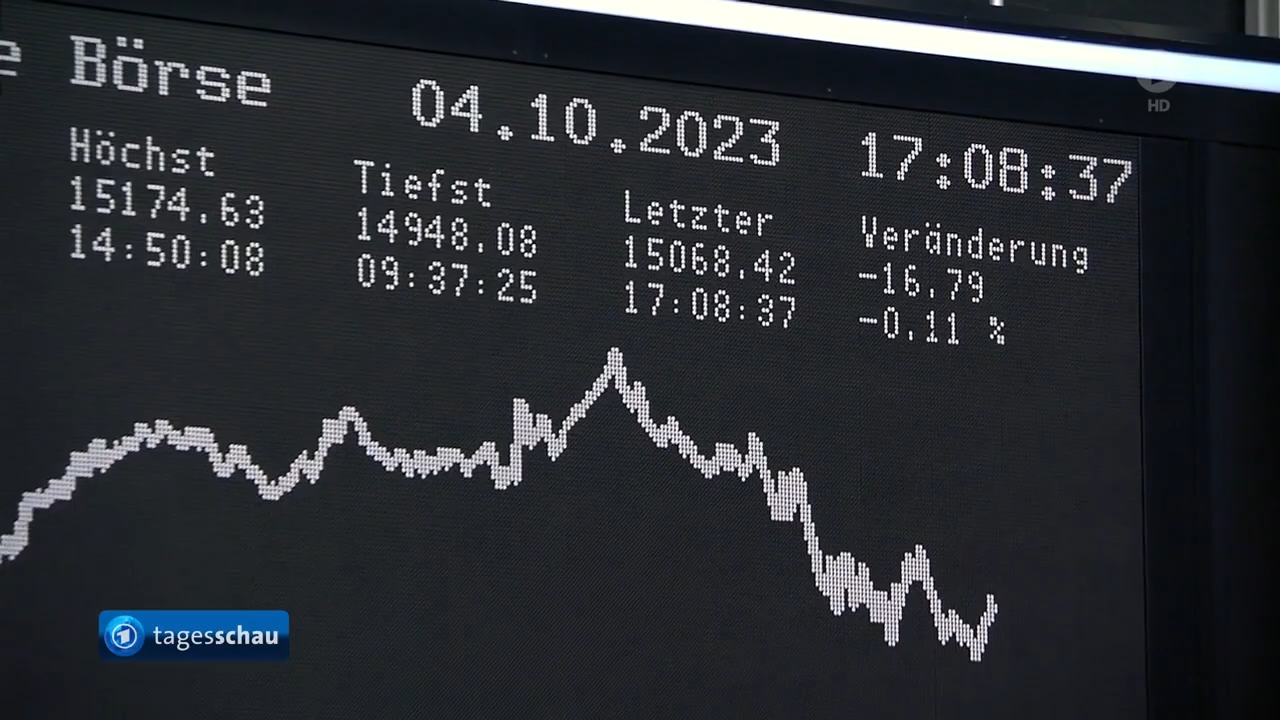 e Börse
04.10.2023
17:08:37
Höchst
15174.63
14:50:08
Tiefst
14948.08
09:37:25
Letzter
15068.42
17:08:37
Veränderung
-16.79
-0.11 %
HD
1 tagesschau